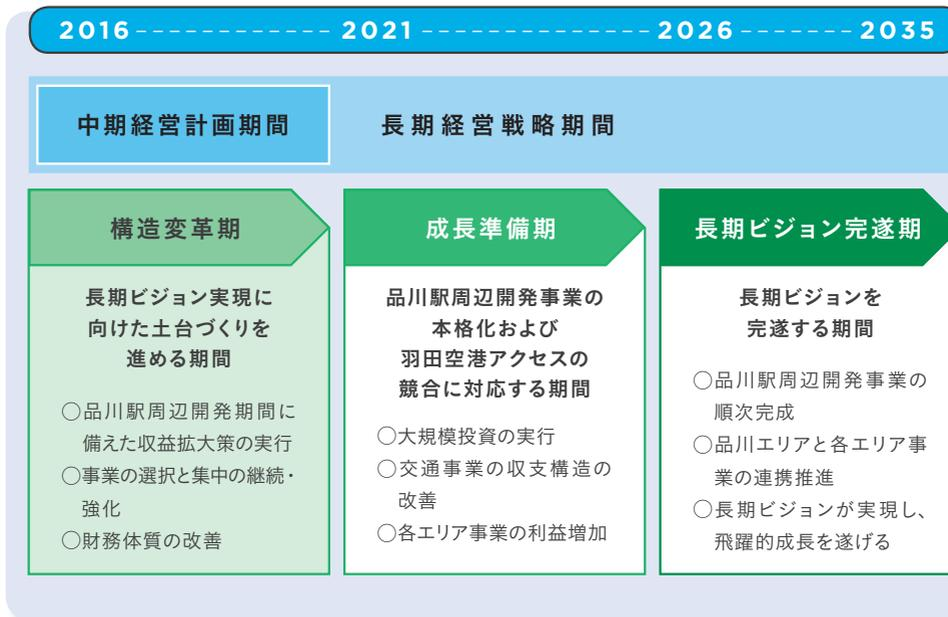 2016 2021 2026 2035
中期経営計画期間 長期経営戦略期間
構造変革期
長期ビジョン実現に
向けた土台づくりを
進める期間
○品川駅周辺開発期間に
備えた収益拡大策の実行
○事業の選択と集中の継続・
強化
○財務体質の改善
成長準備期
品川駅周辺開発事業の
本格化および
羽田空港アクセスの
競合に対応する期間
○大規模投資の実行
○交通事業の収支構造の
改善
○各エリア事業の利益増加
長期ビジョン完遂期
長期ビジョンを
完遂する期間
○品川駅周辺開発事業の
順次完成
○品川エリアと各エリア事
業の連携推進
○長期ビジョンが実現し、
飛躍的成長を遂げる